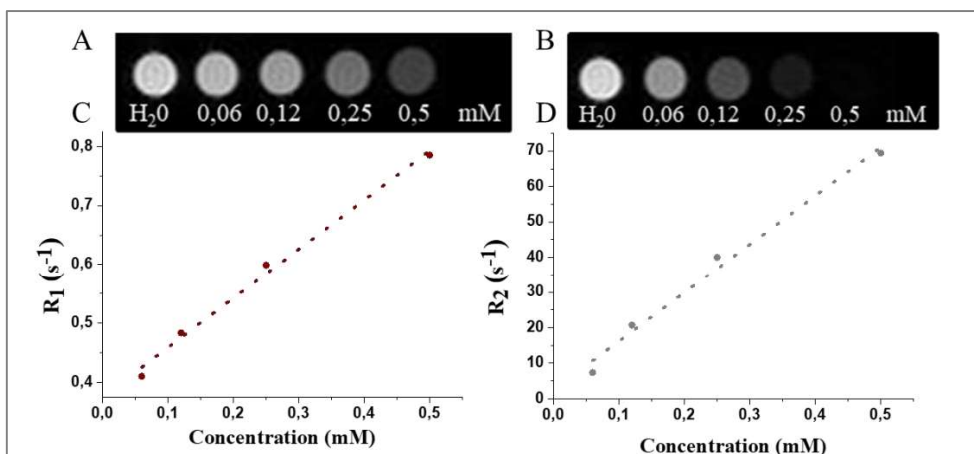 A
H₂0 0,06 0,12 0,25 0,5 mM
B
H₂0 0,06 0,12 0,25 0,5 mM
C
0,8
0,7
0,6
0,5
0,4
R₁ (s⁻¹)
0,0 0,1 0,2 0,3 0,4 0,5
Concentration (mM)
D
70
60
50
40
30
20
10
0
R₂ (s⁻¹)
0,0 0,1 0,2 0,3 0,4 0,5
Concentration (mM)